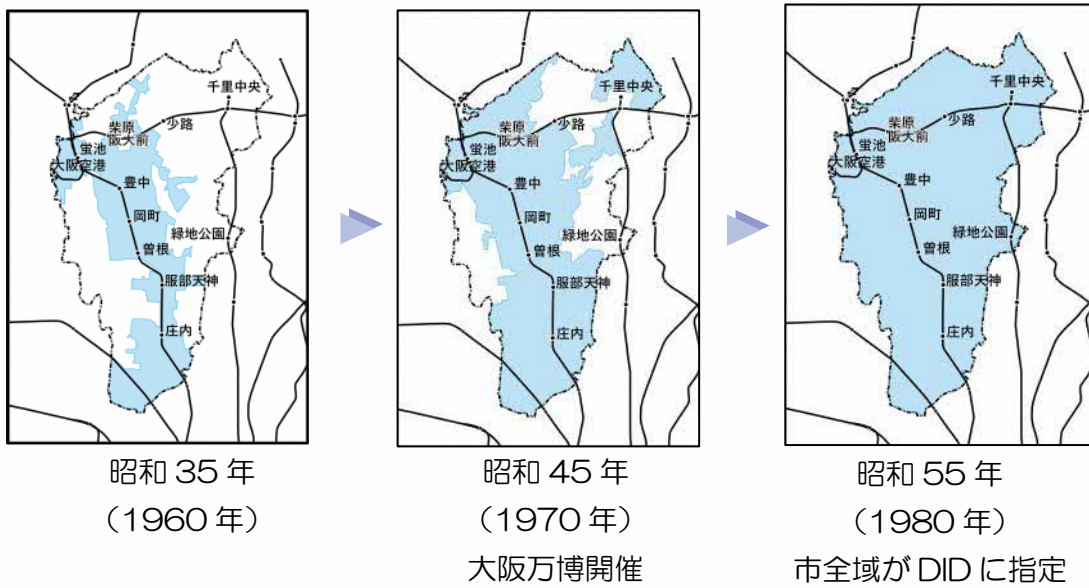 千里中央
柴原
阪大前
少路
蛍池
大阪空港
豊中
岡町
緑地公園
曽根
服部天神
庄内
千里中央
柴原
阪大前
少路
蛍池
大阪空港
豊中
岡町
緑地公園
曽根
服部天神
庄内
千里中央
柴原
阪大前
少路
蛍池
大阪空港
豊中
岡町
緑地公園
曽根
服部天神
庄内
昭和 35 年
（1960 年）
昭和 45 年
（1970 年）
大阪万博開催
昭和 55 年
（1980 年）
市全域が DID に指定